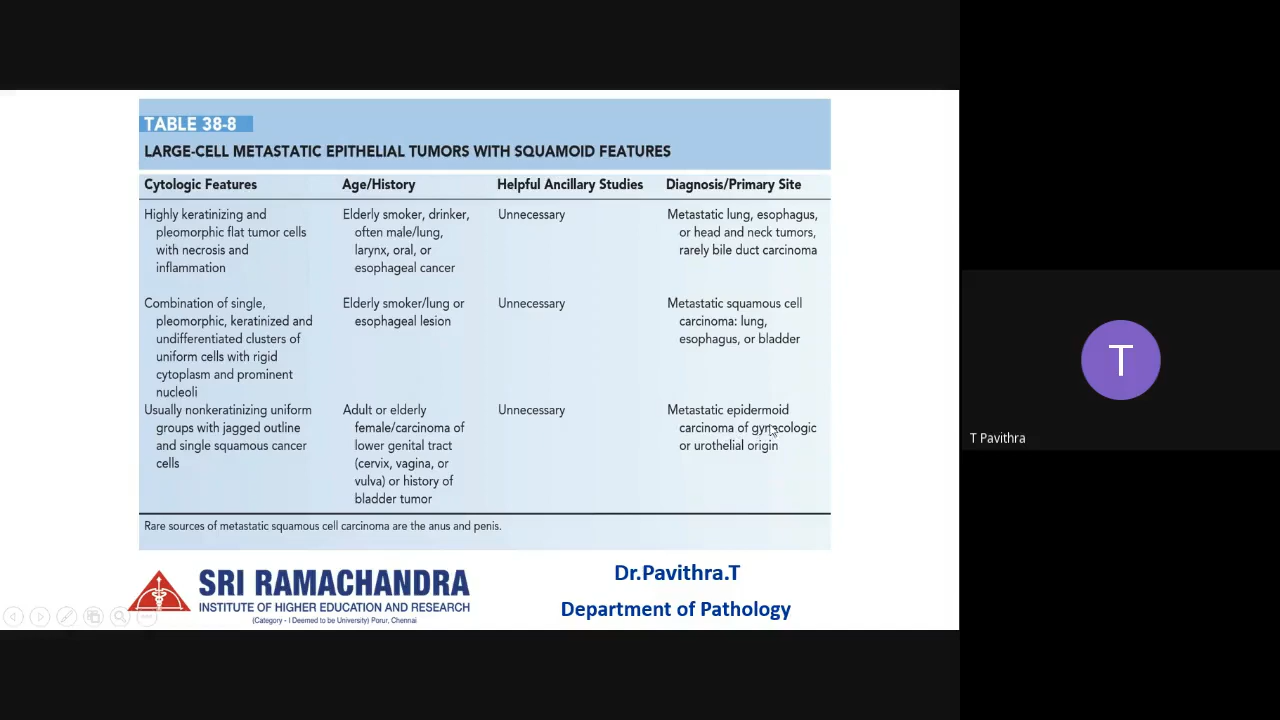 TABLE 38-8
LARGE-CELL METASTATIC EPITHELIAL TUMORS WITH SQUAMOID FEATURES
Cytologic Features
Age/History
Helpful Ancillary Studies
Diagnosis/Primary Site
Highly keratinizing and
pleomorphic flat tumor cells
with necrosis and
inflammation
Elderly smoker, drinker,
often male/lung,
larynx, oral, or
esophageal cancer
Unnecessary
Metastatic lung, esophagus,
or head and neck tumors,
rarely bile duct carcinoma
Combination of single,
pleomorphic, keratinized and
undifferentiated clusters of
uniform cells with rigid
cytoplasm and prominent
nucleoli
Elderly smoker/lung or
esophageal lesion
Unnecessary
Metastatic squamous cell
carcinoma: lung,
esophagus, or bladder
Usually nonkeratinizing uniform
groups with jagged outline
and single squamous cancer
cells
Adult or elderly
female/carcinoma of
lower genital tract
(cervix, vagina, or
vulva) or history of
bladder tumor
Unnecessary
Metastatic epidermoid
carcinoma of gynecologic
or urothelial origin
Rare sources of metastatic squamous cell carcinoma are the anus and penis.
SRI RAMACHANDRA
INSTITUTE OF HIGHER EDUCATION AND RESEARCH
(Category - I Deemed to be University) Porur, Chennai
Dr.Pavithra.T
Department of Pathology
T
T Pavithra